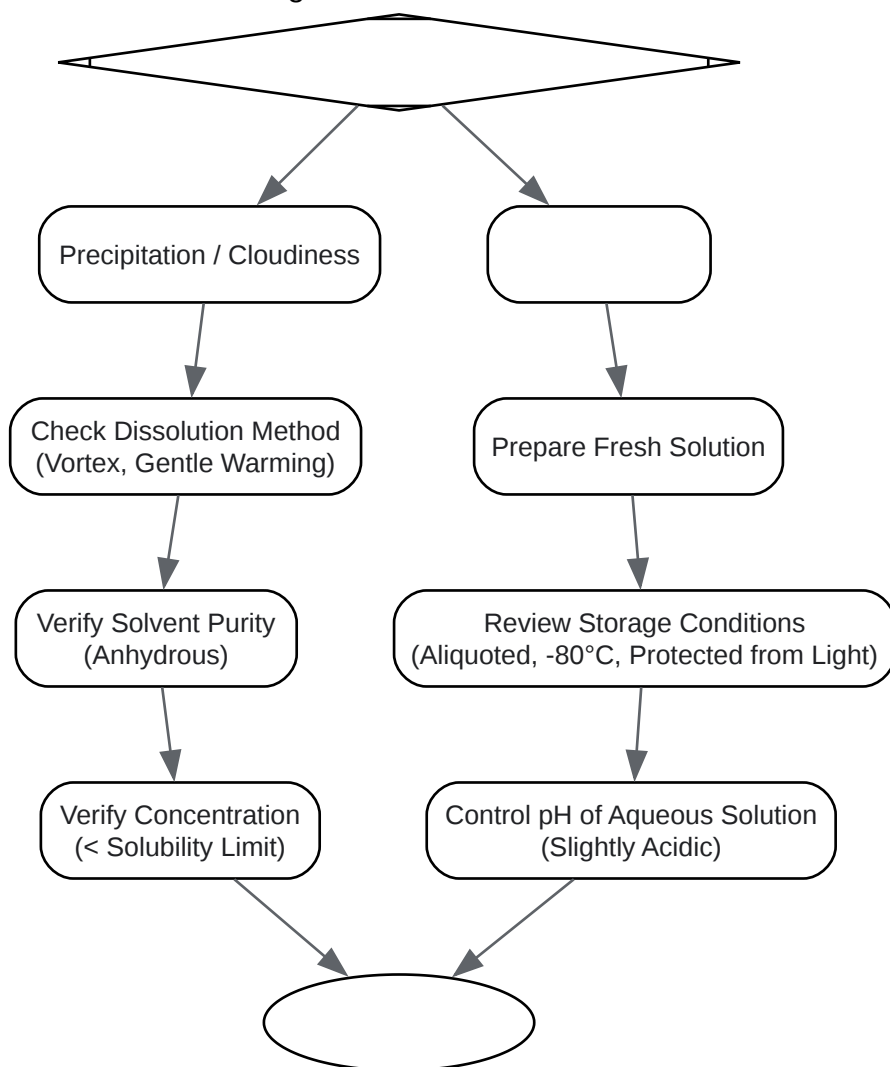 Precipitation / Cloudiness
Check Dissolution Method
(Vortex, Gentle Warming)
Prepare Fresh Solution
Verify Solvent Purity
(Anhydrous)
Review Storage Conditions
(Aliquoted, -80°C, Protected from Light)
Verify Concentration
(< Solubility Limit)
Control pH of Aqueous Solution
(Slightly Acidic)